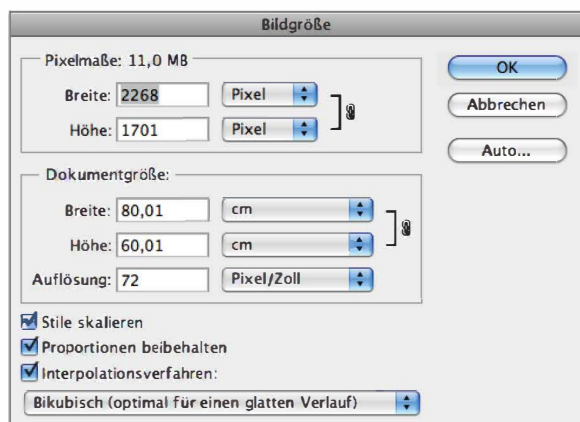 Bildgröße
Pixelmaße: 11,0 MB
OK
Breite: 2268 Pixel
Abbrechen
Höhe: 1701 Pixel
Auto...
Dokumentgröße:
Breite: 80,01 cm
Höhe: 60,01 cm
Auflösung: 72 Pixel/Zoll
Stile skalieren
Proportionen beibehalten
Interpolationsverfahren:
Bikubisch (optimal für einen glatten Verlauf)